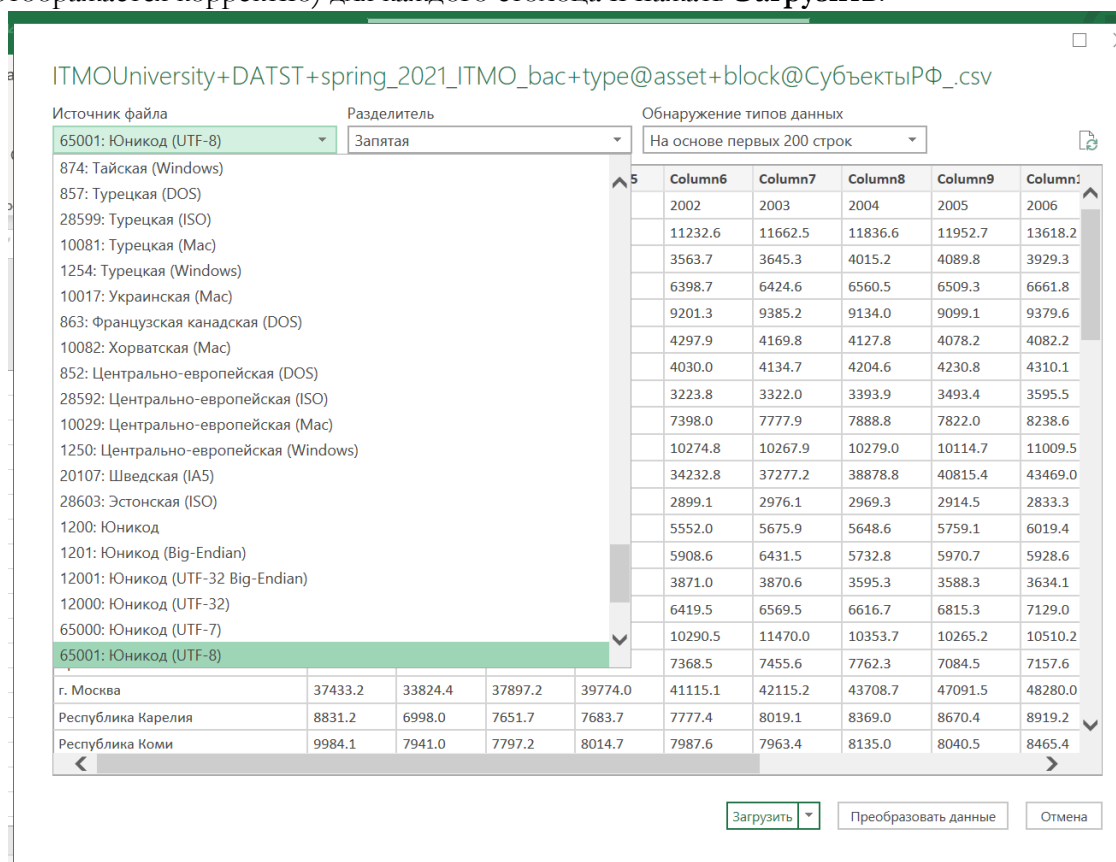 отображается корректно) для каждого столбца и нажать Загрузить.
ITMOUniversity+DATST+spring_2021_ITMO_bac+type@asset+block@СубъектыРФ_.csv
Источник файла Разделитель Обнаружение типов данных
65001: Юникод (UTF-8) Запятая На основе первых 200 строк
874: Тайская (Windows) 5 Column6 Column7 Column8 Column9
857: Турецкая (DOS) 2002 2003 2004 2005 2006
28599: Турецкая (ISO) 11232.6 11662.5 11836.6 11952.7 13618.2
10081: Турецкая (Mac) 3563.7 3645.3 4015.2 4089.8 3929.3
1254: Турецкая (Windows) 6398.7 6424.6 6560.5 6509.3 6661.8
10017: Украинская (Mac) 9201.3 9385.2 9134.0 9099.1 9379.6
863: Французская канадская (DOS) 4297.9 4169.8 4127.8 4078.2 4082.2
10082: Хорватская (Mac) 4030.0 4134.7 4204.6 4230.8 4310.1
852: Центрально-европейская (DOS) 3223.8 3322.0 3393.9 3493.4 3595.5
28592: Центрально-европейская (ISO) 7398.0 7777.9 7888.8 7822.0 8238.6
10029: Центрально-европейская (Mac) 10274.8 10267.9 10279.0 10114.7 11009.5
1250: Центрально-европейская (Windows) 34232.8 37277.2 38878.8 40815.4 43469.0
20107: Шведская (IA5) 2899.1 2976.1 2969.3 2914.5 2833.3
28603: Эстонская (ISO) 5552.0 5675.9 5648.6 5759.1 6019.4
1200: Юникод 5908.6 6431.5 5732.8 5970.7 5928.6
1201: Юникод (Big-Endian) 3871.0 3870.6 3595.3 3588.3 3634.1
12001: Юникод (UTF-32 Big-Endian) 6419.5 6569.5 6616.7 6815.3 7129.0
12000: Юникод (UTF-32) 10290.5 11470.0 10353.7 10265.2 10510.2
65000: Юникод (UTF-7) 7368.5 7455.6 7762.3 7084.5 7157.6
65001: Юникод (UTF-8)
г. Москва 37433.2 33824.4 37897.2 39774.0 41115.1 42115.2 43708.7 47091.5 48280.0
Республика Карелия 8831.2 6998.0 7651.7 7683.7 7777.4 8019.1 8369.0 8670.4 8919.2
Республика Коми 9984.1 7941.0 7797.2 8014.7 7987.6 7963.4 8135.0 8040.5 8465.4
Загрузить Преобразовать данные Отмена